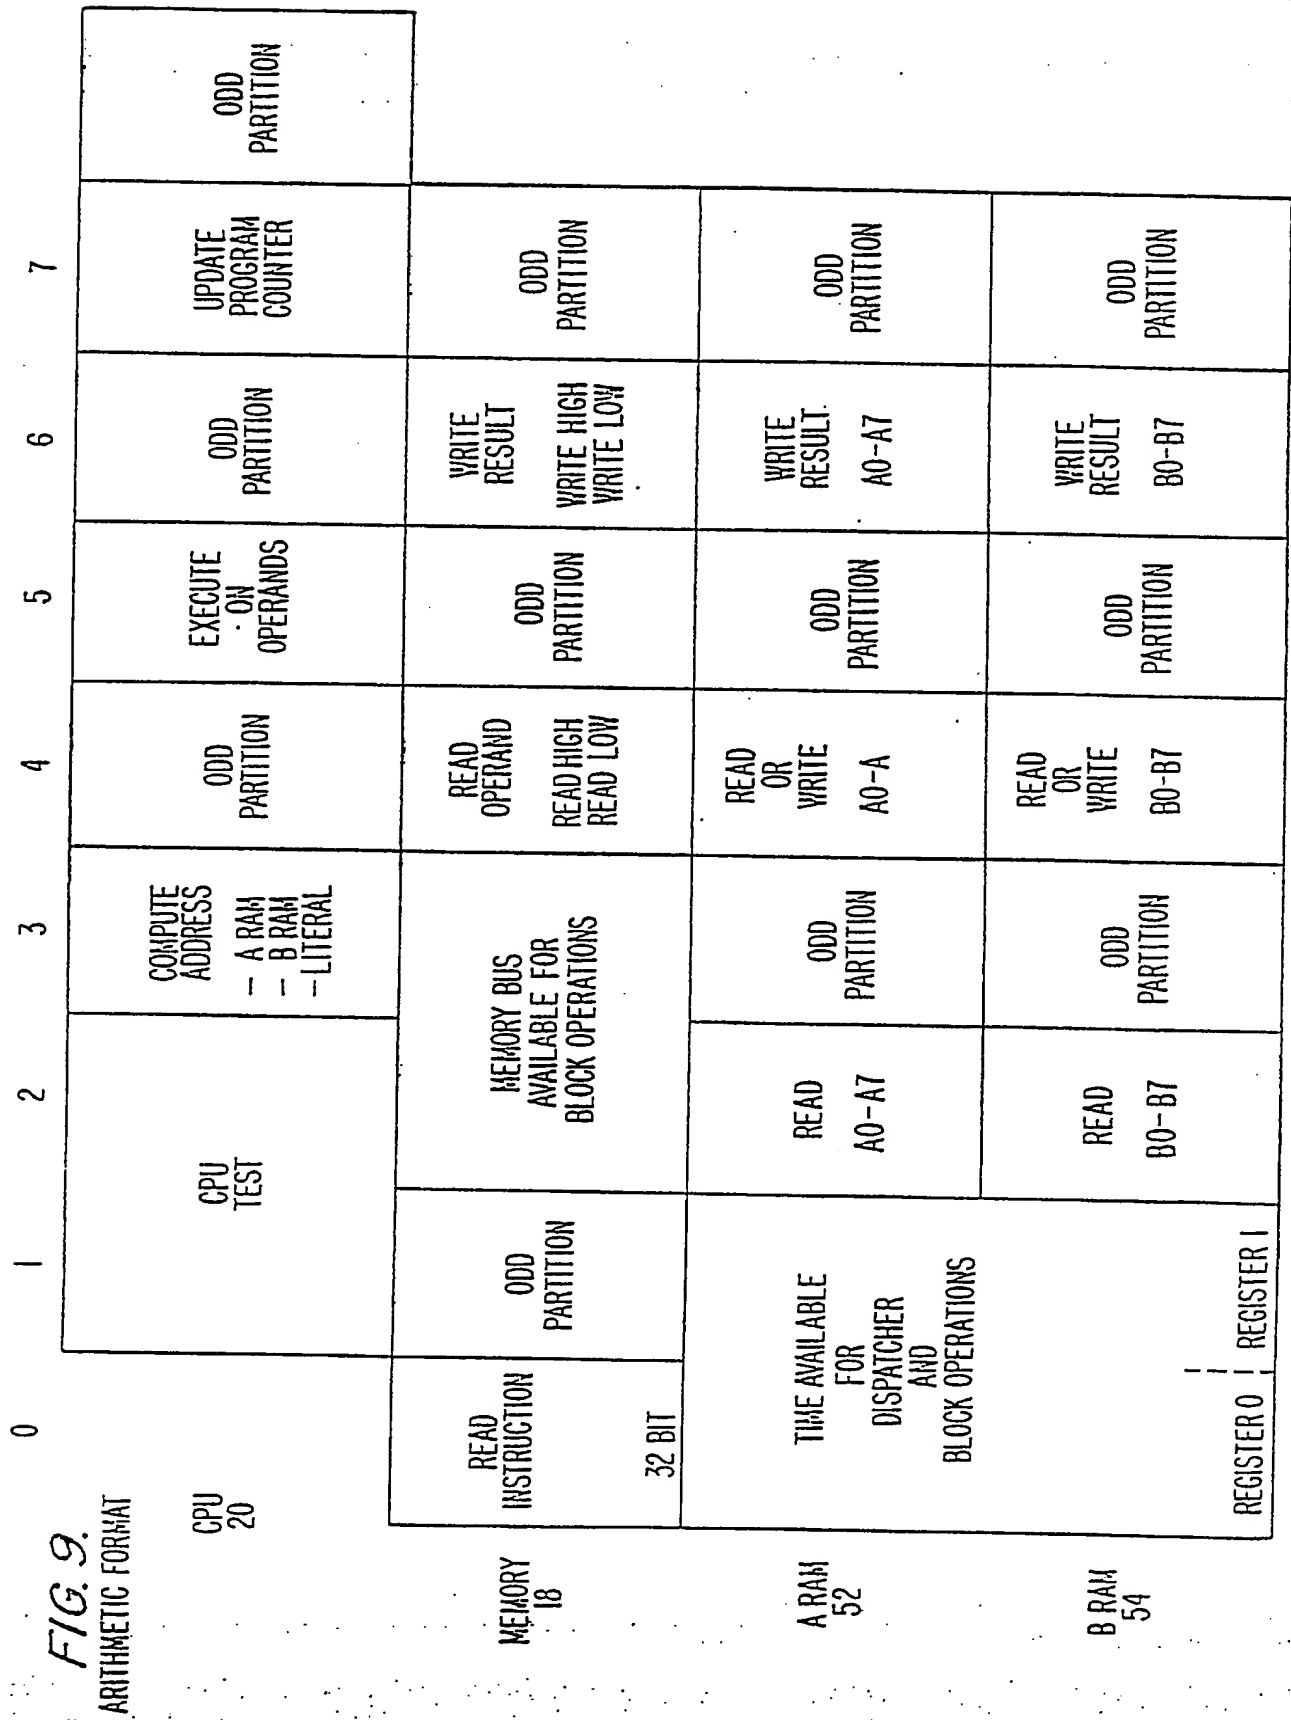 FIG. 9.
ARITHMETIC FORMAT
0
1
2
3
4
5
6
7
CPU
20
CPU
TEST
COMPUTE
ADDRESS
- A RAM
- B RAM
- LITERAL
ODD
PARTITION
EXECUTE
ON
OPERANDS
ODD
PARTITION
UPDATE
PROGRAM
COUNTER
ODD
PARTITION
MEMORY
18
READ
INSTRUCTION
32 BIT
ODD
PARTITION
MEMORY BUS
AVAILABLE FOR
BLOCK OPERATIONS
READ
OPERAND
READ HIGH
READ LOW
ODD
PARTITION
WRITE
RESULT
WRITE HIGH
WRITE LOW
ODD
PARTITION
A RAM
52
TIME AVAILABLE
FOR
DISPATCHER
AND
BLOCK OPERATIONS
READ
A0-A7
ODD
PARTITION
READ
OR
WRITE
A0-A
ODD
PARTITION
WRITE
RESULT.
A0-A7
ODD
PARTITION
B RAM
54
REGISTER 0 | REGISTER 1
READ
B0-B7
ODD
PARTITION
READ
OR
WRITE
B0-B7
ODD
PARTITION
WRITE
RESULT
B0-B7
ODD
PARTITION